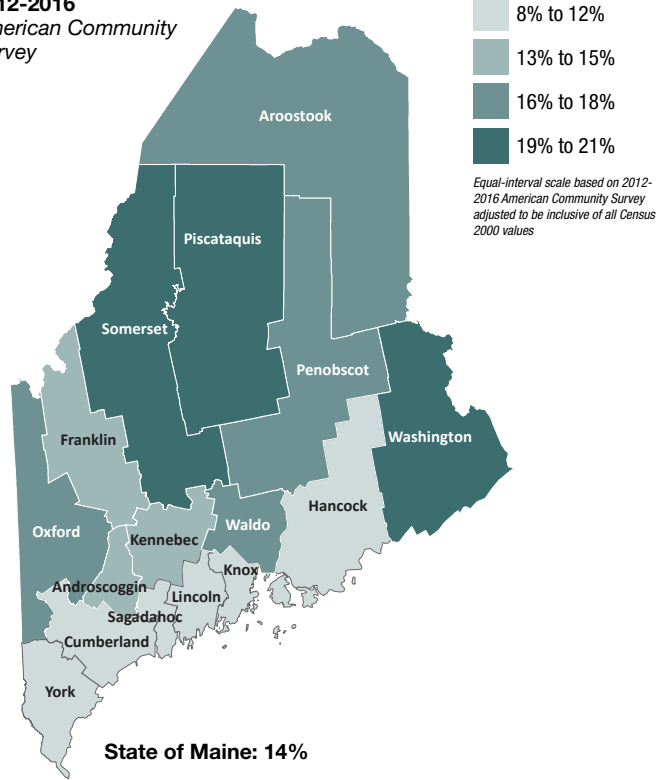 12-2016
American Community
rvey
8% to 12%
13% to 15%
16% to 18%
19% to 21%
Equal-interval scale based on 2012-
2016 American Community Survey
adjusted to be inclusive of all Census
2000 values
Aroostook
Piscataquis
Somerset
Penobscot
Washington
Franklin
Hancock
Oxford
Kennebec
Waldo
Knox
Androscoggin
Lincoln
Sagadahoc
Cumberland
York
State of Maine: 14%